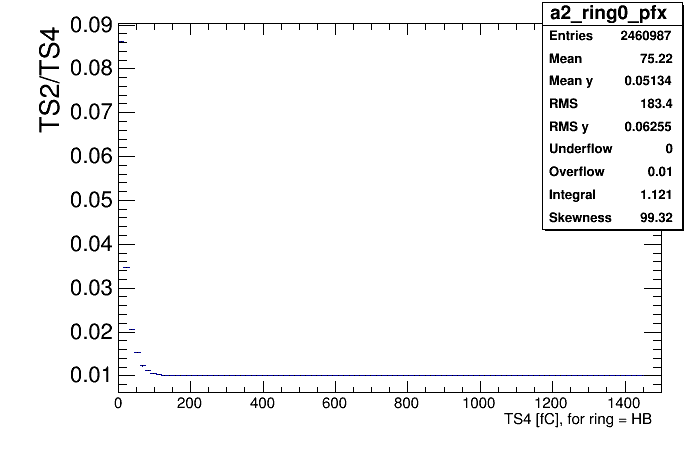 a2_ring0_pfx
Entries 2460987
Mean 75.22
Mean y 0.05134
RMS 183.4
RMS y 0.06255
Underflow 0
Overflow 0.01
Integral 1.121
Skewness 99.32
TS2/TS4
0.09
0.08
0.07
0.06
0.05
0.04
0.03
0.02
0.01
0 200 400 600 800 1000 1200 1400
TS4 [fC], for ring = HB